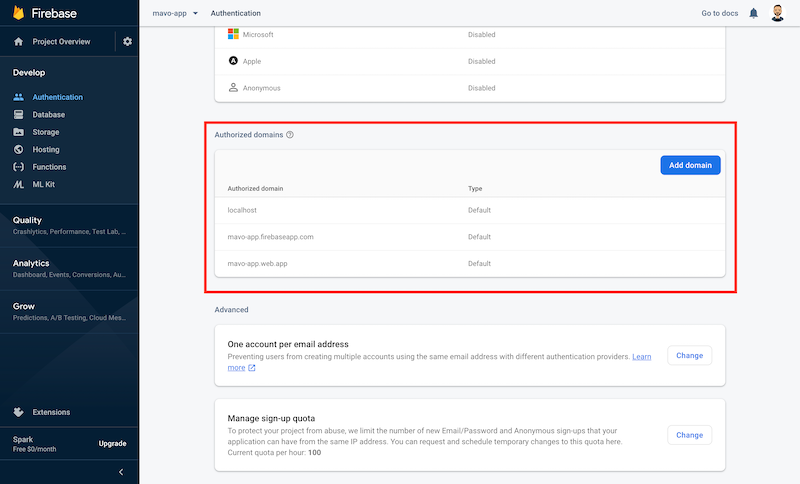 Firebase
mavo-app
Authentication
Go to docs
Project Overview
Develop
Authentication
Database
Storage
Hosting
Functions
ML Kit
Quality
Crashlytics, Performance, Test Lab, ...
Analytics
Dashboard, Events, Conversions, Au...
Grow
Predictions, A/B Testing, Cloud Mes...
Extensions
Spark
Free $0/month
Upgrade
Microsoft Disabled
Apple Disabled
Anonymous Disabled
Authorized domains
Add domain
Authorized domain Type
localhost Default
mavo-app.firebaseapp.com Default
mavo-app.web.app Default
Advanced
One account per email address
Preventing users from creating multiple accounts using the same email address with different authentication providers. Learn
more
Change
Manage sign-up quota
To protect your project from abuse, we limit the number of new Email/Password and Anonymous sign-ups that your
application can have from the same IP address. You can request and schedule temporary changes to this quota here.
Current quota per hour: 100
Change